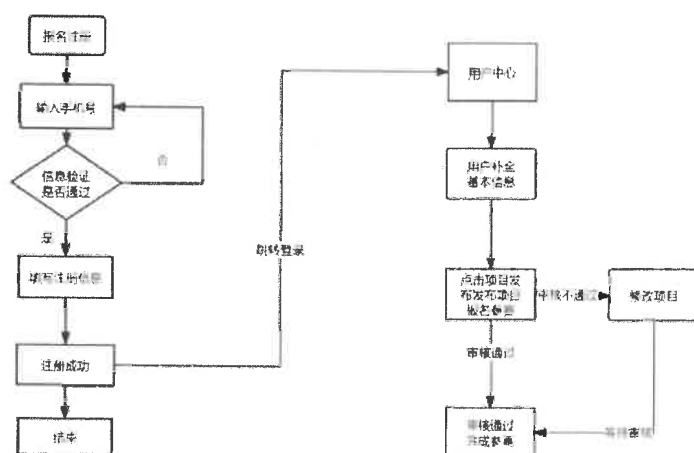 报名注册
输入手机号
信息验证
是否通过
否
是
填写注册信息
注册成功
结束
跳转登录
用户中心
用户补全
基本信息
点击项目发
布发布项目
报名参赛
审核不通过
修改项目
审核通过
审核通过
完成参赛
等待审核